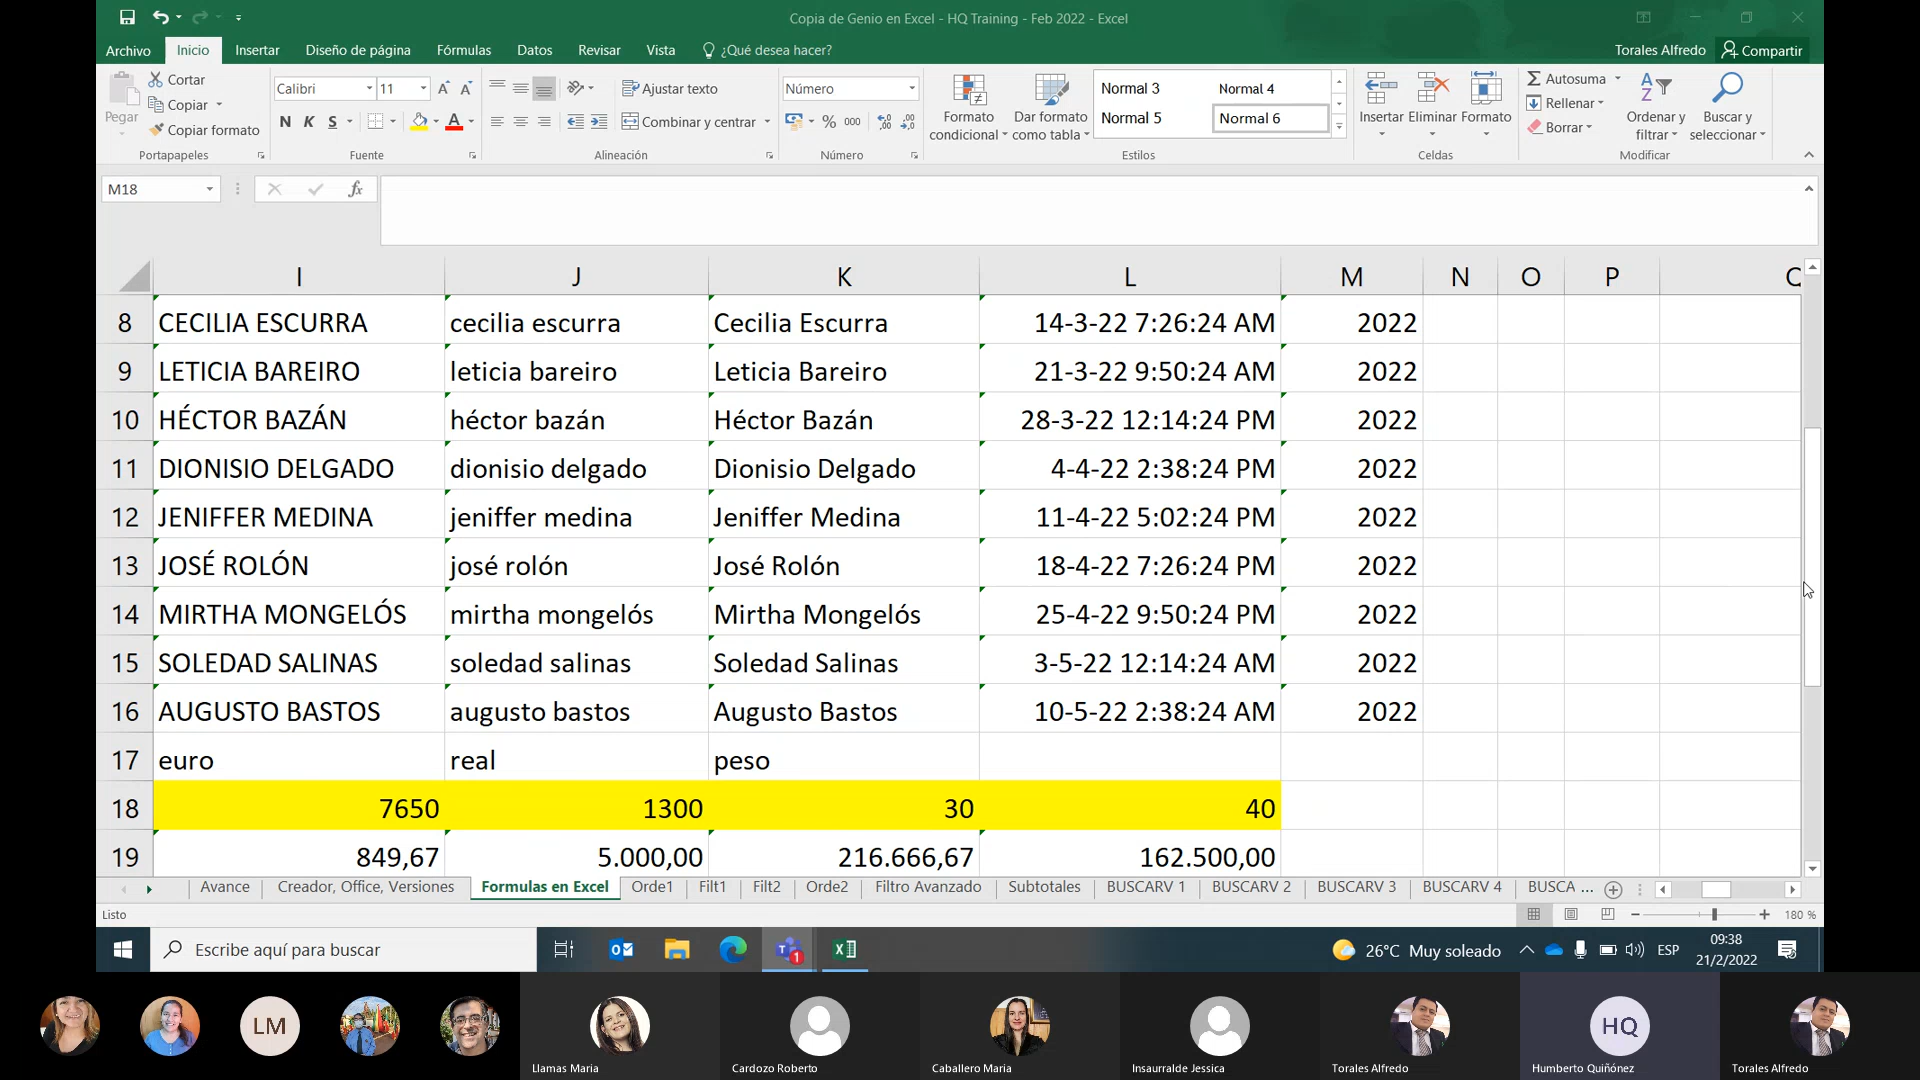 Copia de Genio en Excel - HQ Training - Feb 2022 - Excel
Archivo Inicio Insertar Diseño de página Fórmulas Datos Revisar Vista ¿Qué desea hacer? Torales Alfredo Compartir
Pegar Cortar Copiar Copiar formato Portapapeles
Calibri 11 N K S Fuente
Ajustar texto Combinar y centrar Alineación
Número % 000 Número
Formato condicional Dar formato como tabla Normal 3 Normal 4 Normal 5 Normal 6 Estilos
Insertar Eliminar Formato Celdas
Autosuma Rellenar Borrar Ordenar y filtrar Buscar y seleccionar Modificar
M18 fx
I J K L M N O P
8 CECILIA ESCURRA cecilia escurra Cecilia Escurra 14-3-22 7:26:24 AM 2022
9 LETICIA BAREIRO leticia bareiro Leticia Bareiro 21-3-22 9:50:24 AM 2022
10 HÉCTOR BAZÁN héctor bazán Héctor Bazán 28-3-22 12:14:24 PM 2022
11 DIONISIO DELGADO dionisio delgado Dionisio Delgado 4-4-22 2:38:24 PM 2022
12 JENIFFER MEDINA jeniffer medina Jeniffer Medina 11-4-22 5:02:24 PM 2022
13 JOSÉ ROLÓN josé rolón José Rolón 18-4-22 7:26:24 PM 2022
14 MIRTHA MONGELÓS mirtha mongelós Mirtha Mongelós 25-4-22 9:50:24 PM 2022
15 SOLEDAD SALINAS soledad salinas Soledad Salinas 3-5-22 12:14:24 AM 2022
16 AUGUSTO BASTOS augusto bastos Augusto Bastos 10-5-22 2:38:24 AM 2022
17 euro real peso
18 7650 1300 30 40
19 849,67 5.000,00 216.666,67 162.500,00
Avance Creador, Office, Versiones Formulas en Excel Orde1 Filt1 Filt2 Orde2 Filtro Avanzado Subtotales BUSCARV 1 BUSCARV 2 BUSCARV 3 BUSCARV 4 BUSCA ...
Listo 180 %
Escribe aquí para buscar 1 26°C Muy soleado ESP 09:38
21/2/2022
LM HQ
Llamas Maria Cardozo Roberto Caballero Maria Insaurralde Jessica Torales Alfredo Humberto Quiñónez Torales Alfredo